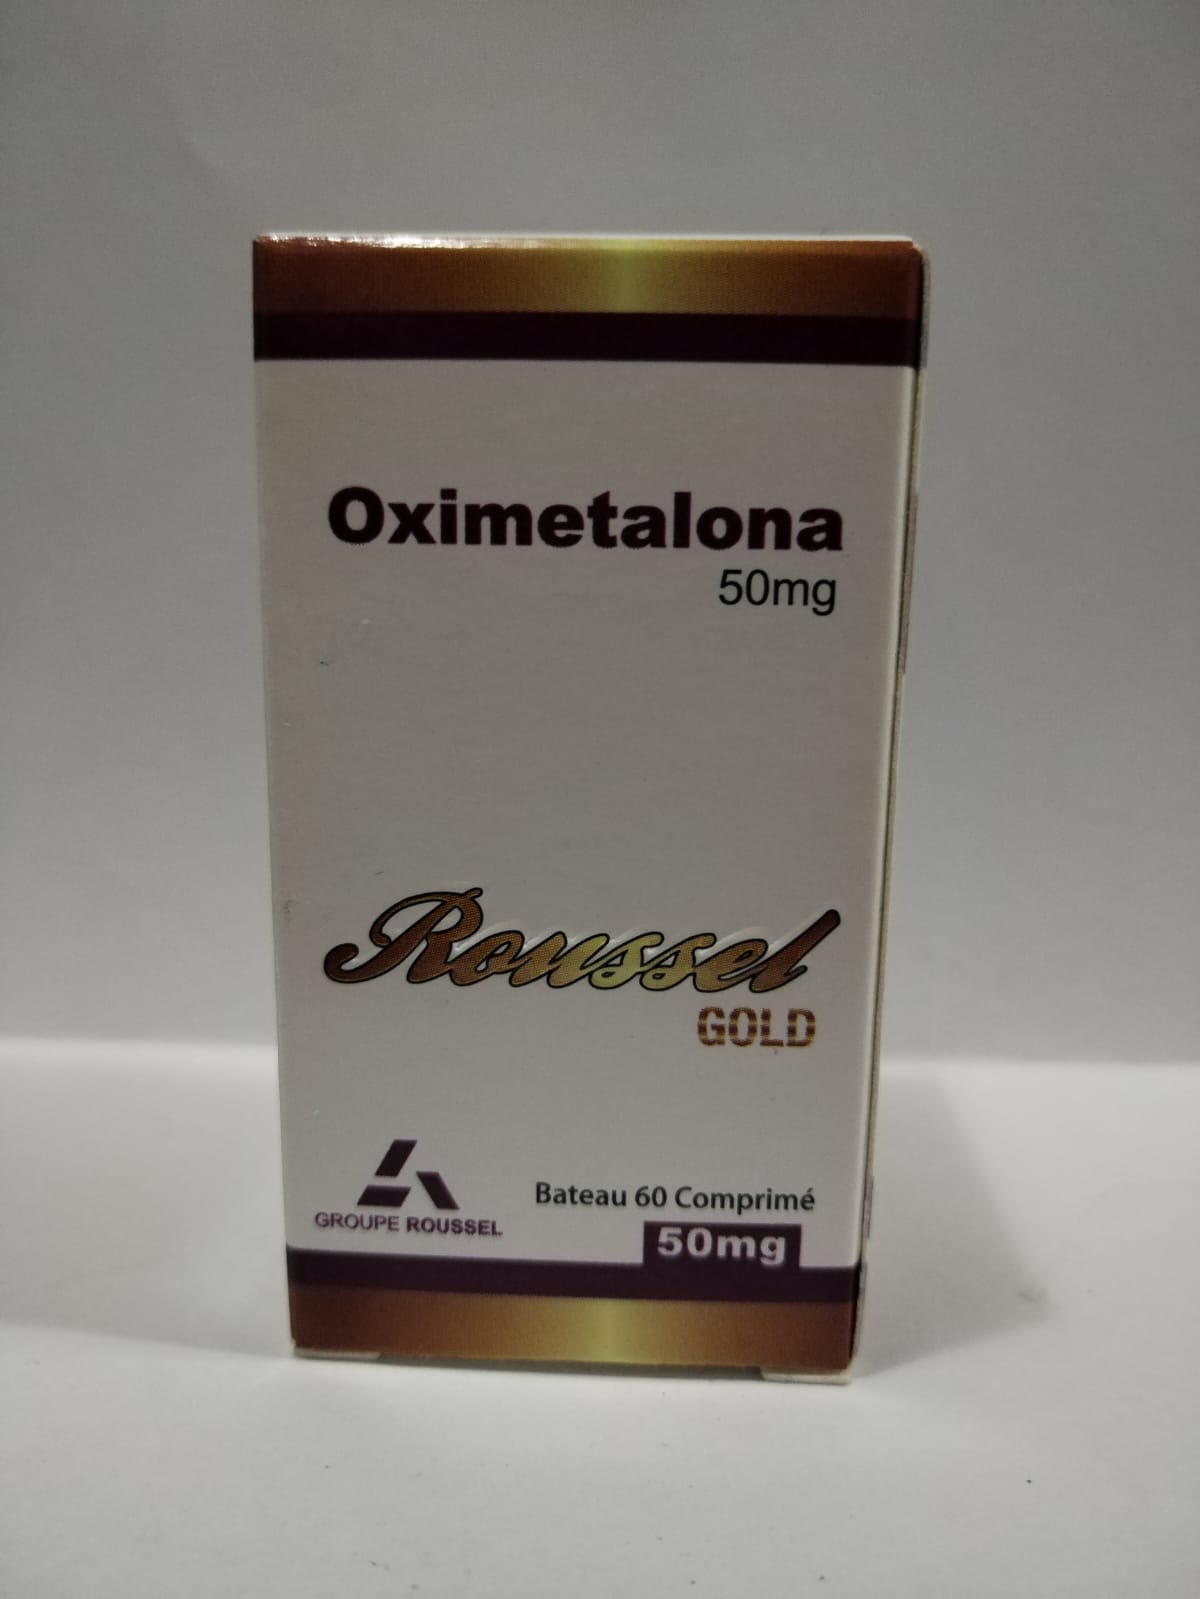 Oximetalona
50mg
Roussel
GOLD
GROUPE ROUSSEL
Bateau 60 Comprimé
50mg